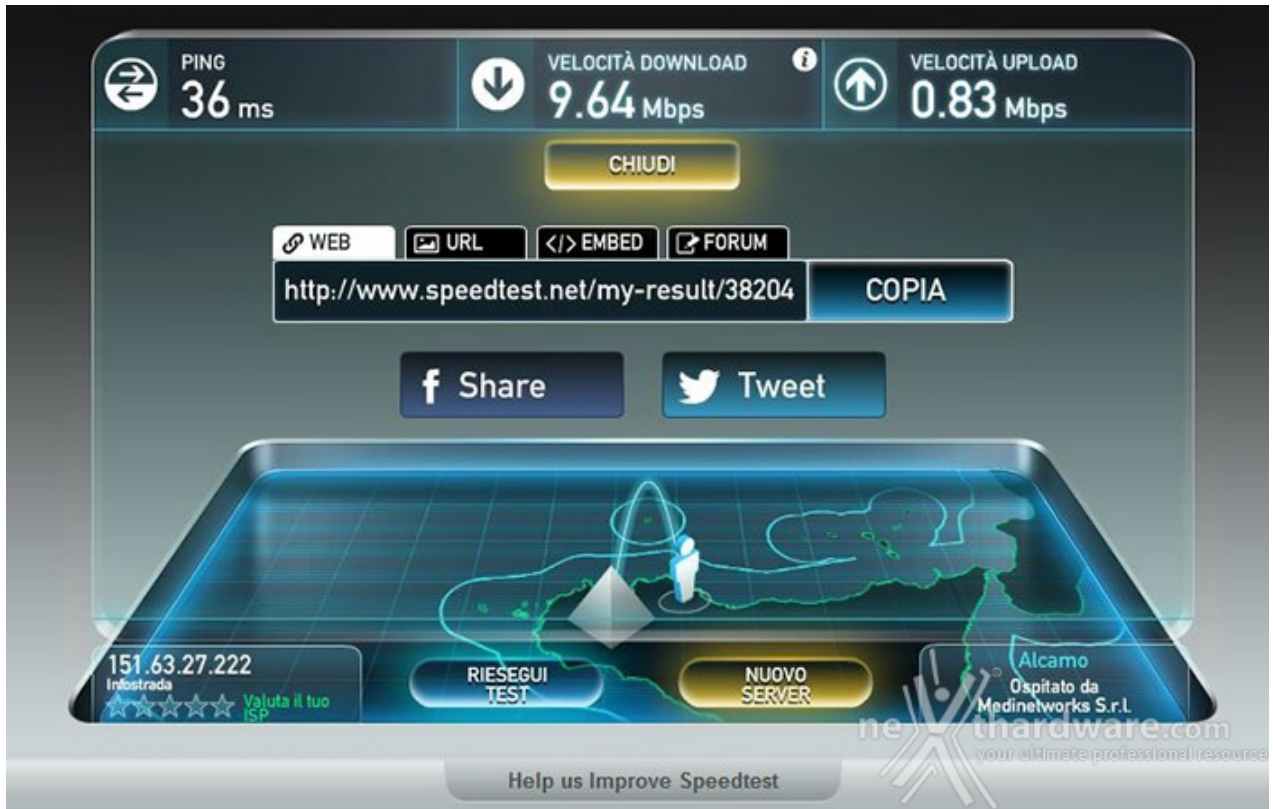 PING
36 ms
VELOCITÀ DOWNLOAD
9.64 Mbps
VELOCITÀ UPLOAD
0.83 Mbps
CHIUDI
WEB
URL
</> EMBED
FORUM
http://www.speedtest.net/my-result/38204
COPIA
f Share
Tweet
151.63.27.222
Infostrada
Valuta il tuo
ISP
RIESEGUI
TEST
NUOVO
SERVER
Alcamo
Ospitato da
Medinetworks S.r.l.
nexthardware.com
your ultimate professional resource
Help us Improve Speedtest